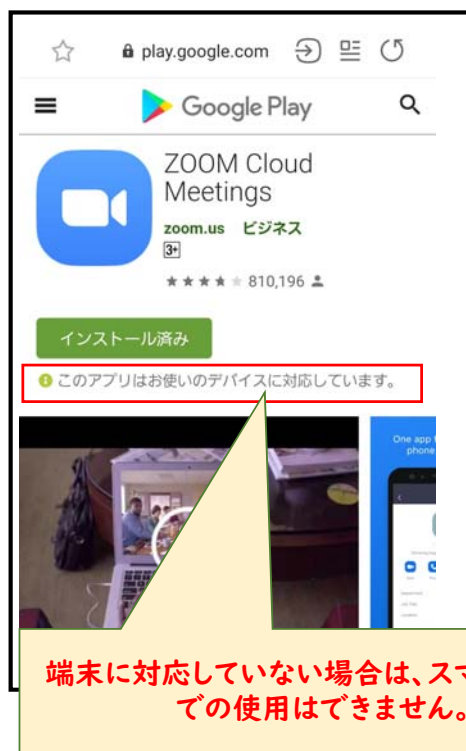 play.google.com
Google Play
ZOOM Cloud
Meetings
zoom.us ビジネス
3+
810,196
インストール済み
このアプリはお使いのデバイスに対応しています。
One app
phone
端末に対応していない場合は、スマ
での使用はできません。